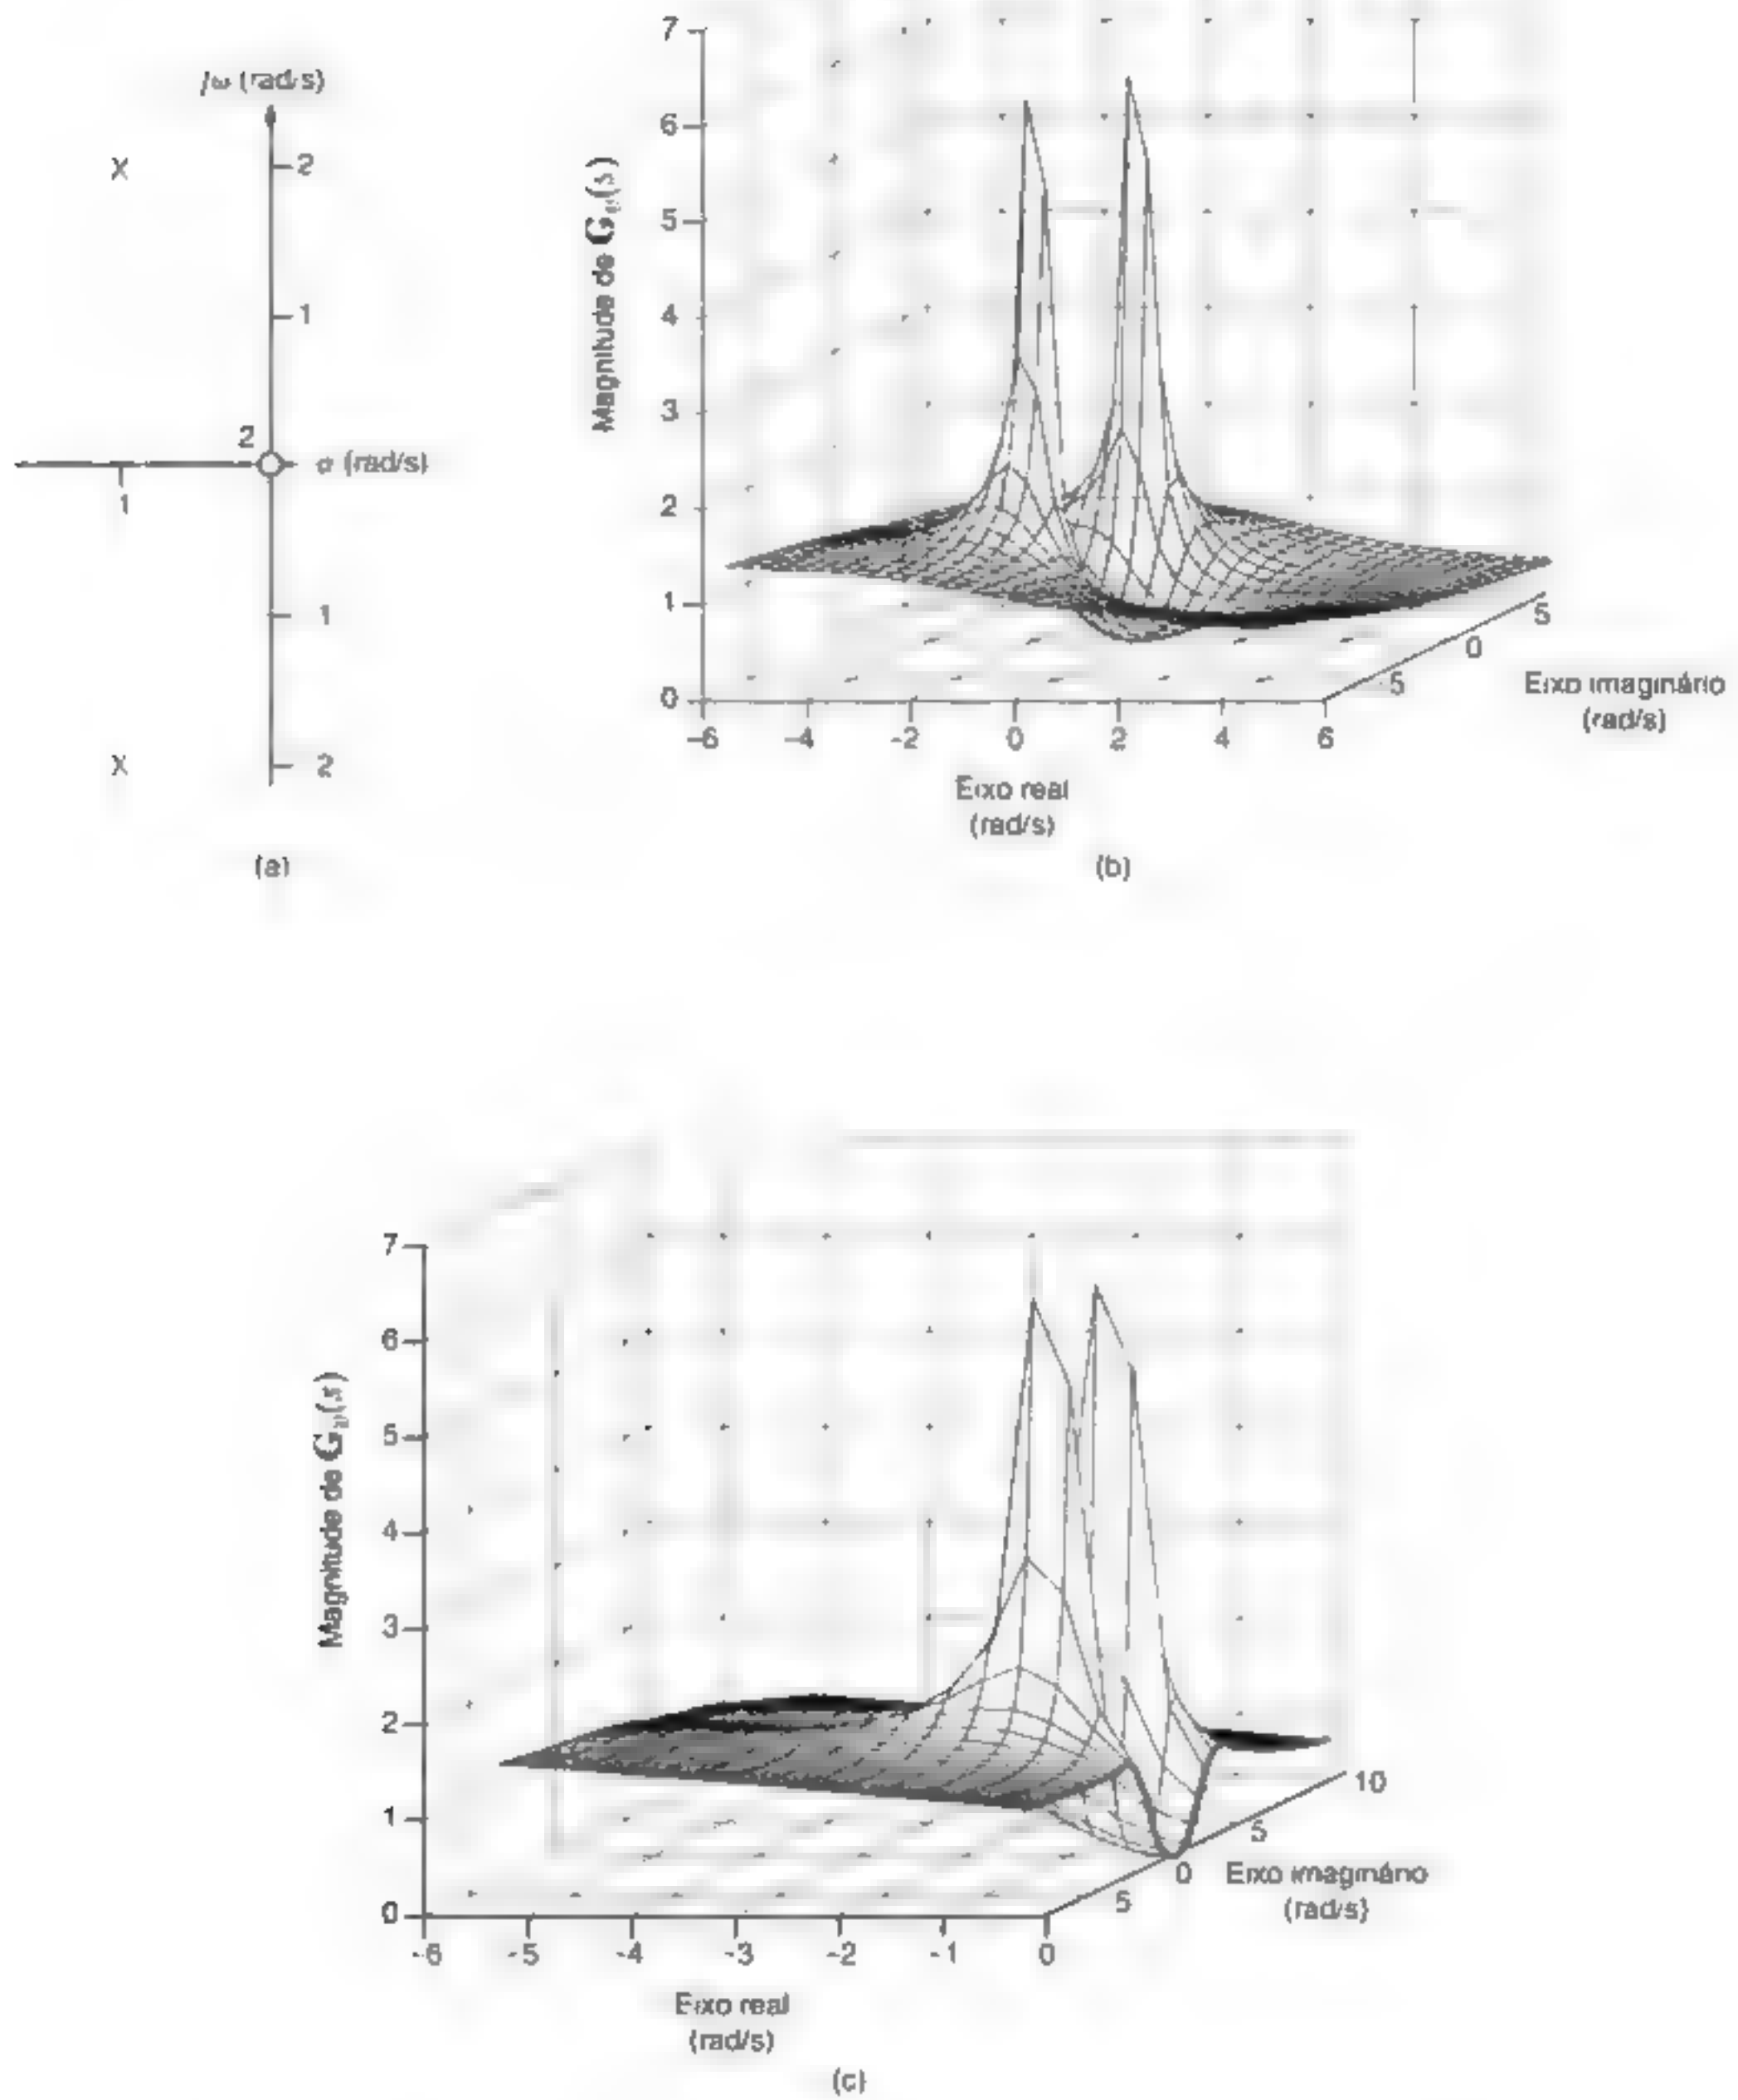 jω (rad/s)
2
1
2
σ (rad/s)
1
1
2
(a)
7
6
5
4
3
2
1
0
Magnitude de Gv(s)
-6
-4
-2
0
2
4
6
Eixo real
(rad/s)
5
0
5
Eixo imaginário
(rad/s)
(b)
7
6
5
4
3
2
1
0
Magnitude de Gv(s)
-6
-5
-4
-3
-2
-1
0
Eixo real
(rad/s)
10
5
0
5
Eixo imaginário
(rad/s)
(c)